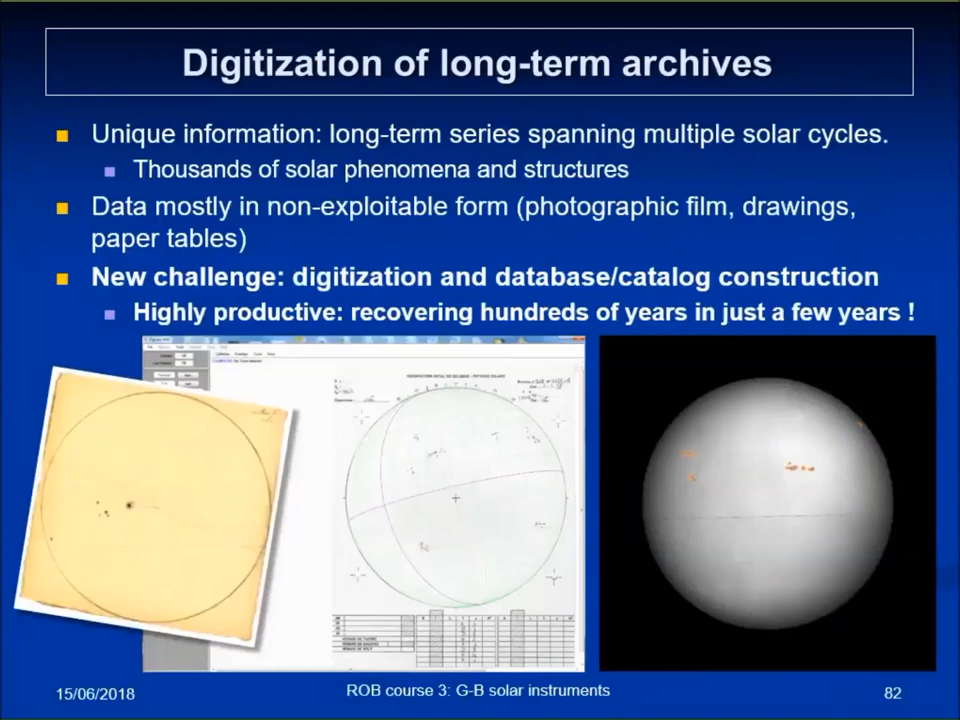 Digitization of long-term archives
Unique information: long-term series spanning multiple solar cycles.
Thousands of solar phenomena and structures
Data mostly in non-exploitable form (photographic film, drawings,
paper tables)
New challenge: digitization and database/catalog construction
Highly productive: recovering hundreds of years in just a few years !
15/06/2018
ROB course 3: G-B solar instruments
82